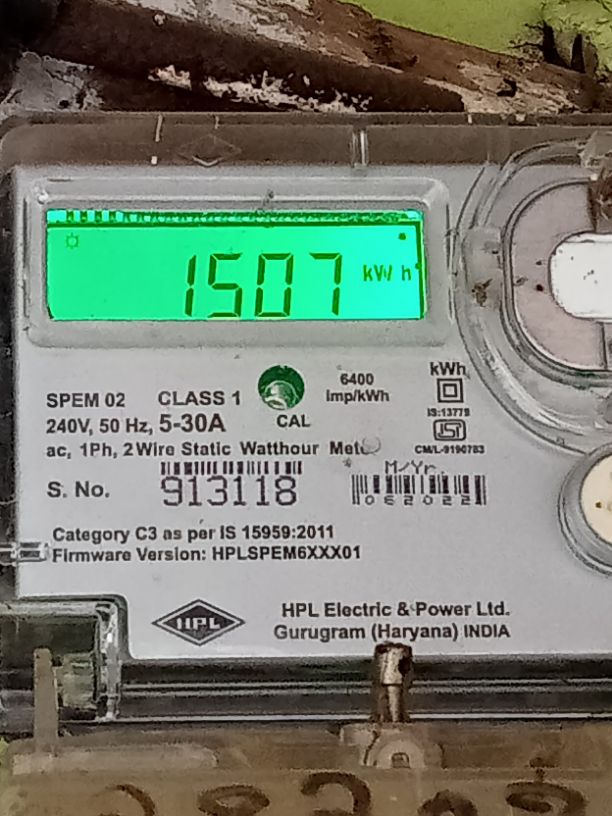 1507 kWh
SPEM 02 CLASS 1
6400
Imp/kWh
kWh
240V, 50 Hz, 5-30A
CAL
IS:13779
ISI
ac, 1Ph, 2 Wire Static Watthour Meter
CM/L-9190783
M/Yr.
S. No. 913118
062022
Category C3 as per IS 15959:2011
Firmware Version: HPLSPEM6XXX01
HPL
HPL Electric & Power Ltd.
Gurugram (Haryana) INDIA